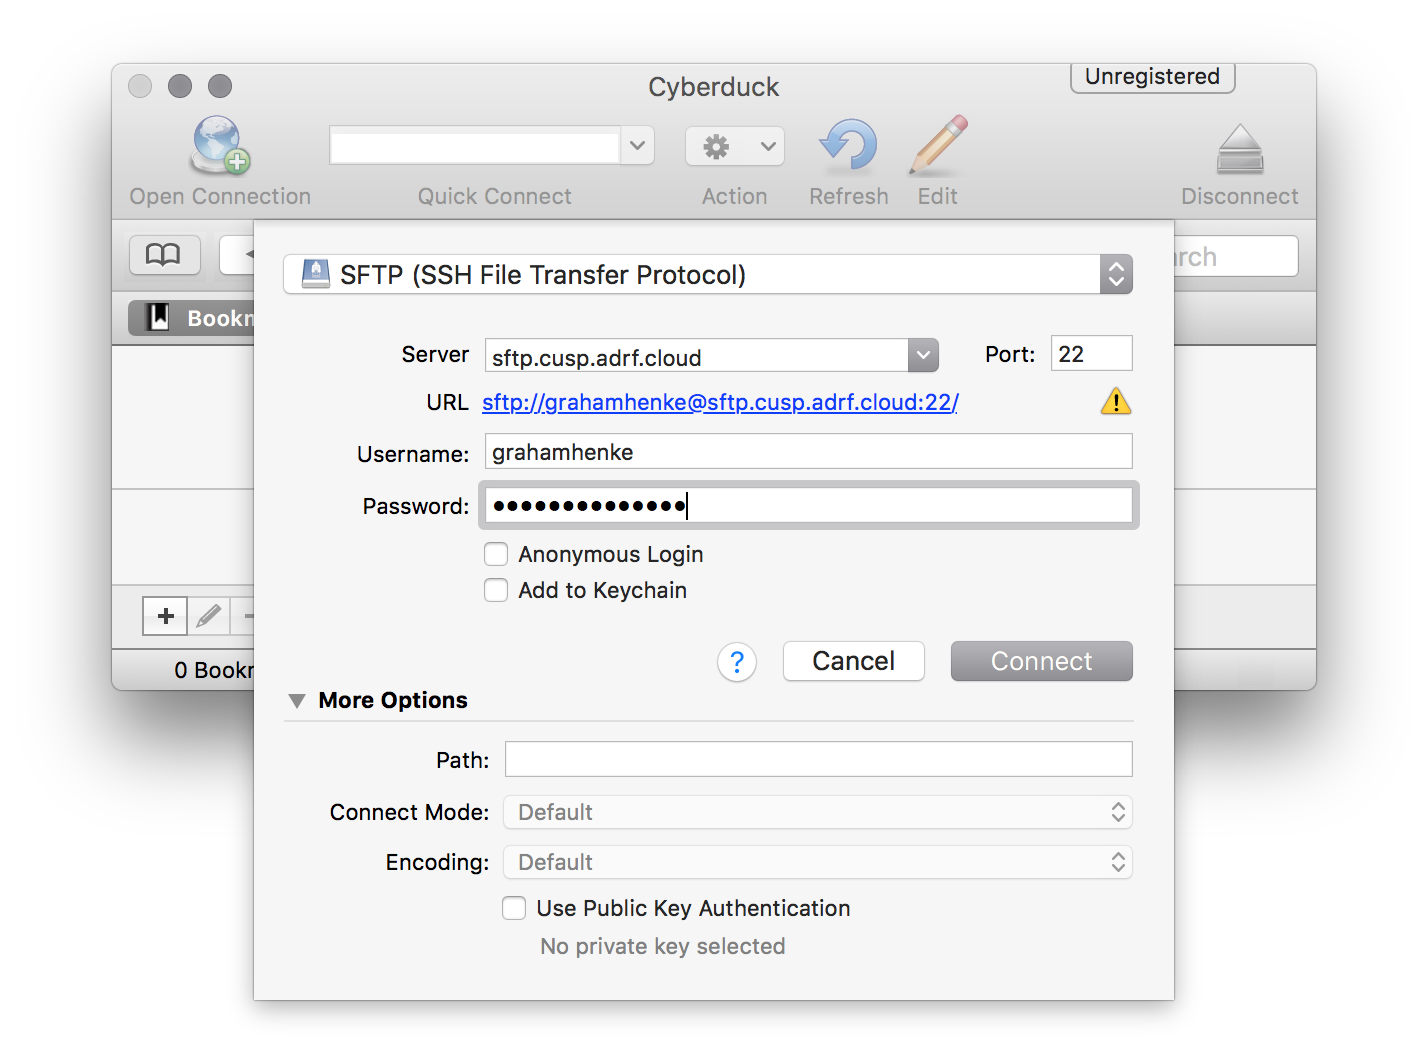 Cyberduck
Unregistered
Open Connection
Quick Connect
Action
Refresh
Edit
Disconnect
SFTP (SSH File Transfer Protocol)
Server
sftp.cusp.adrf.cloud
Port:
22
URL
sftp://grahamhenke@sftp.cusp.adrf.cloud:22/
Username:
grahamhenke
Password:
Anonymous Login
Add to Keychain
?
Cancel
Connect
0
More Options
Path:
Connect Mode:
Default
Encoding:
Default
Use Public Key Authentication
No private key selected